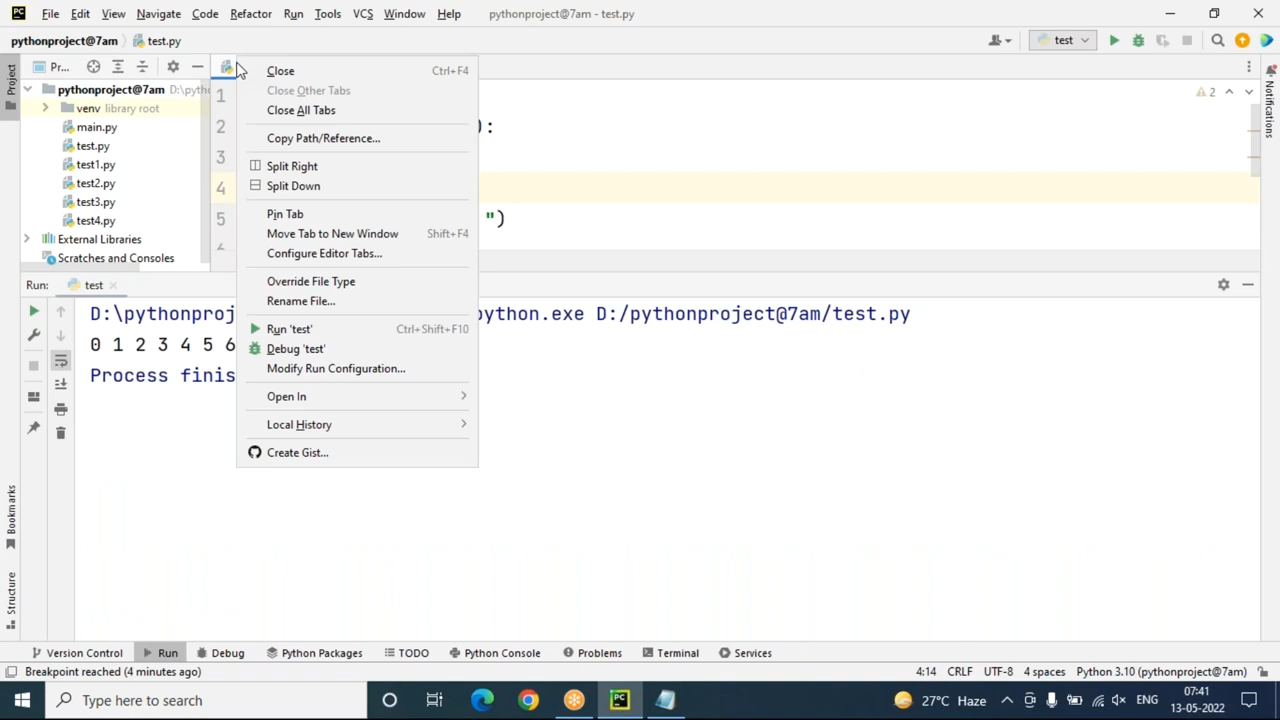 PC File Edit View Navigate Code Refactor Run Tools VCS Window Help pythonproject@7am - test.py
pythonproject@7am test.py test
Project
Pr...
pythonproject@7am D:\pytho
venv library root
main.py
test.py
test1.py
test2.py
test3.py
test4.py
External Libraries
Scratches and Consoles
1
2 ):
3
4
5 ")
2
Notifications
Close Ctrl+F4
Close Other Tabs
Close All Tabs
Copy Path/Reference...
Split Right
Split Down
Pin Tab
Move Tab to New Window Shift+F4
Configure Editor Tabs...
Override File Type
Rename File...
Run 'test' Ctrl+Shift+F10
Debug 'test'
Modify Run Configuration...
Open In
Local History
Create Gist...
Run: test
D:\pythonproj python.exe D:/pythonproject@7am/test.py
0 1 2 3 4 5 6
Process finis
Bookmarks
Structure
Version Control Run Debug Python Packages TODO Python Console Problems Terminal Services
Breakpoint reached (4 minutes ago) 4:14 CRLF UTF-8 4 spaces Python 3.10 (pythonproject@7am)
Type here to search PC 27°C Haze ENG 07:41
13-05-2022